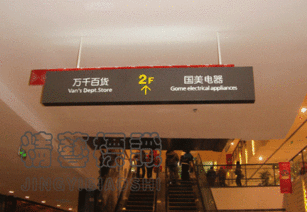 万千百货
Van's Dept Store
2F
↑
国美电器
Gome electrical appliances